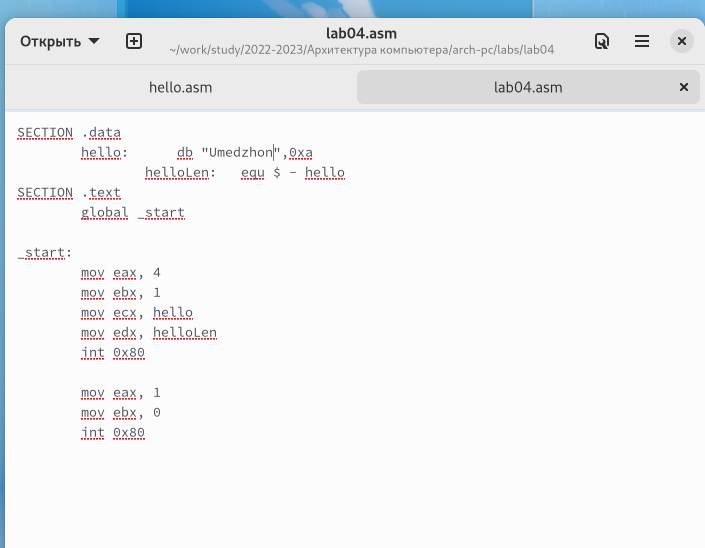 Открыть
lab04.asm
~/work/study/2022-2023/Архитектура компьютера/arch-pc/labs/lab04
hello.asm
lab04.asm
SECTION .data
hello: db "Umedzhon",0xa
helloLen: equ $ - hello
SECTION .text
global _start
_start:
mov eax, 4
mov ebx, 1
mov ecx, hello
mov edx, helloLen
int 0x80
mov eax, 1
mov ebx, 0
int 0x80